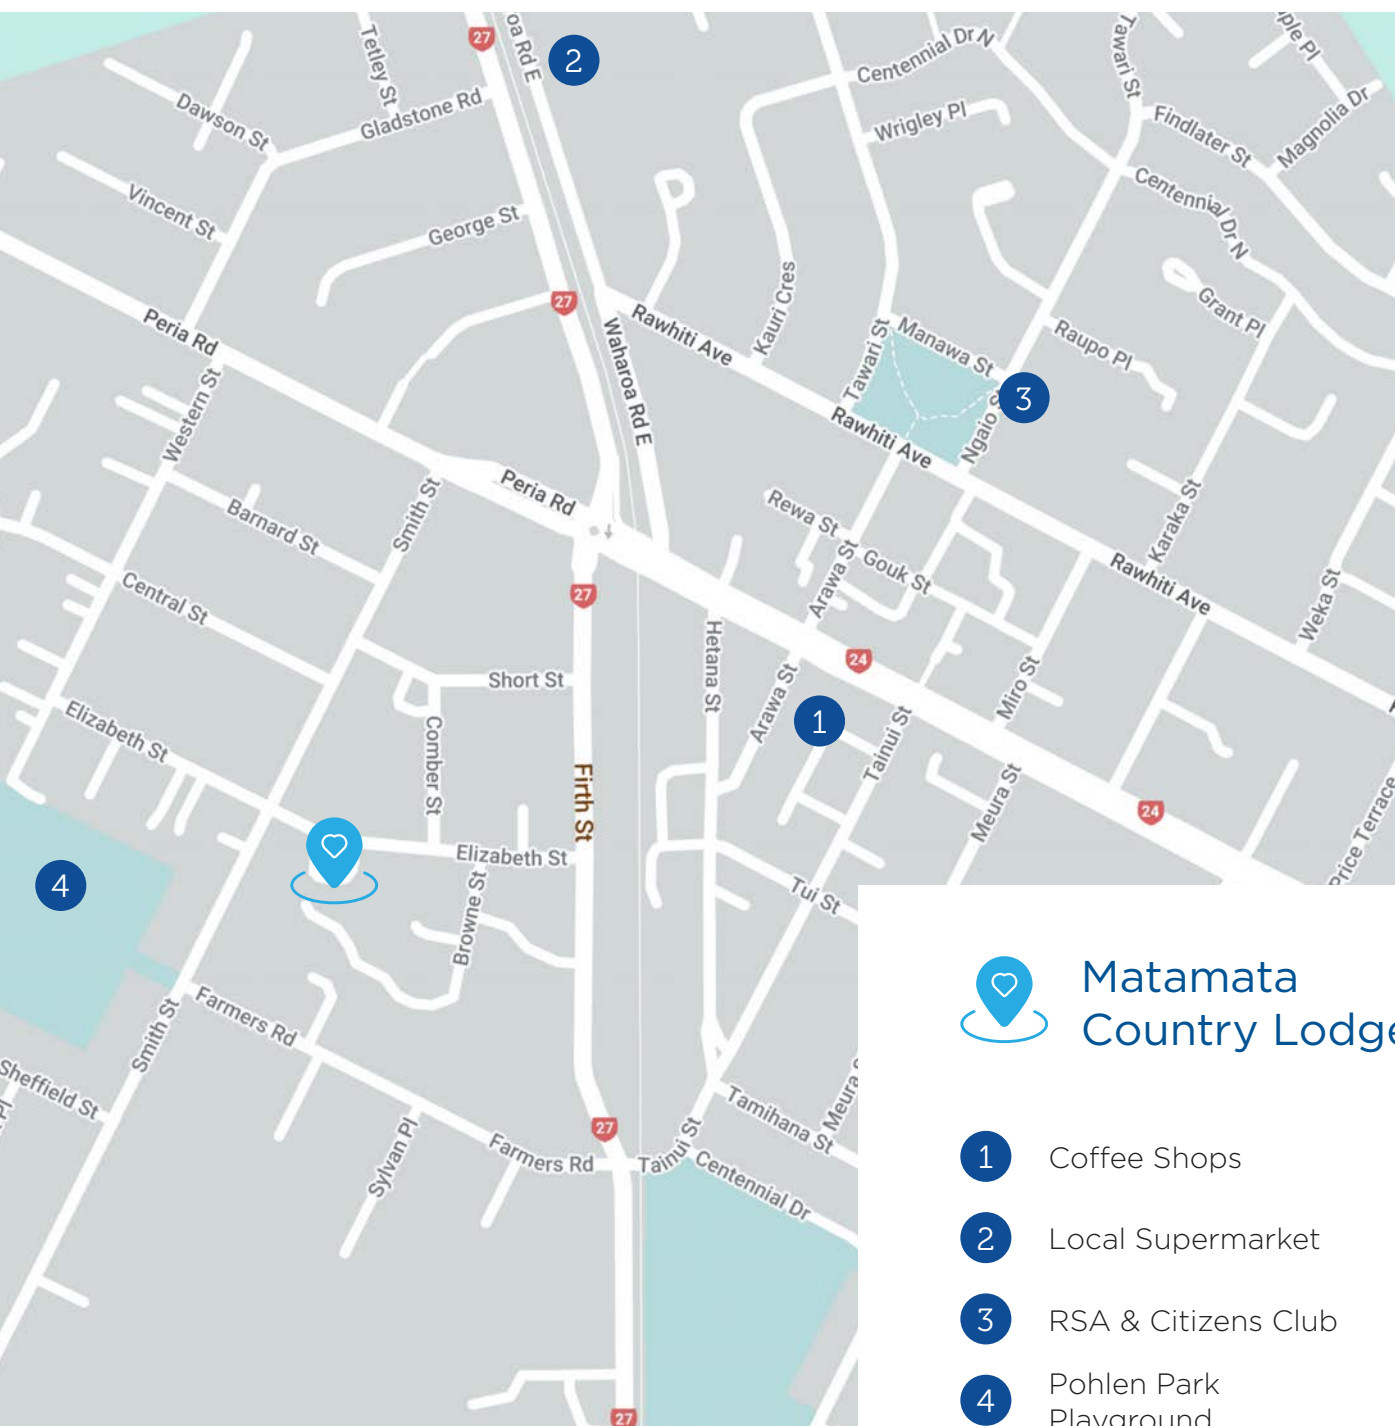 27
oa Rd E
2
Tetley St
Dawson St
Gladstone Rd
Centennial Dr N
Tawari St
ple Pl
Wrigley Pl
Findlater St
Magnolia Dr
Vincent St
George St
Centennial Dr N
Kauri Cres
Grant Pl
Peria Rd
27
Waharoa Rd E
Rawhiti Ave
Tawari St
Manawa St
Raupo Pl
3
Ngaio S
Western St
Rawhiti Ave
Peria Rd
Smith St
Barnard St
Rewa St
Arawa St
Gouk St
Karaka St
Rawhiti Ave
Weka St
Central St
27
Hetana St
24
Short St
Arawa St
1
Tainui St
Miro St
Elizabeth St
Comber St
Firth St
Meura St
24
Price Terrace
Elizabeth St
4
Browne St
Tui St
Smith St
Farmers Rd
Sheffield St
Pl
Sylvan Pl
27
Farmers Rd
Tainui St
Tamihana St
Meura S
Centennial Dr
27
Matamata
Country Lodge
1 Coffee Shops
2 Local Supermarket
3 RSA & Citizens Club
4 Pohlen Park
Playground